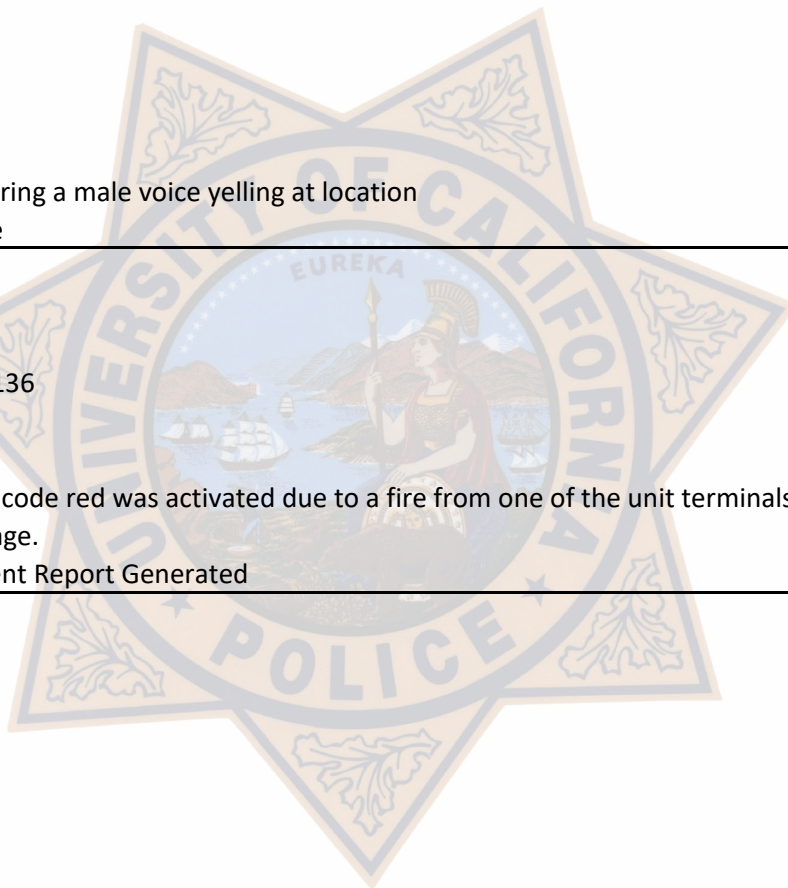 ring a male voice yelling at location
e
136
code red was activated due to a fire from one of the unit terminals
ge.
nt Report Generated
UNIVERSITY OF CALIFORNIA
EUREKA
POLICE